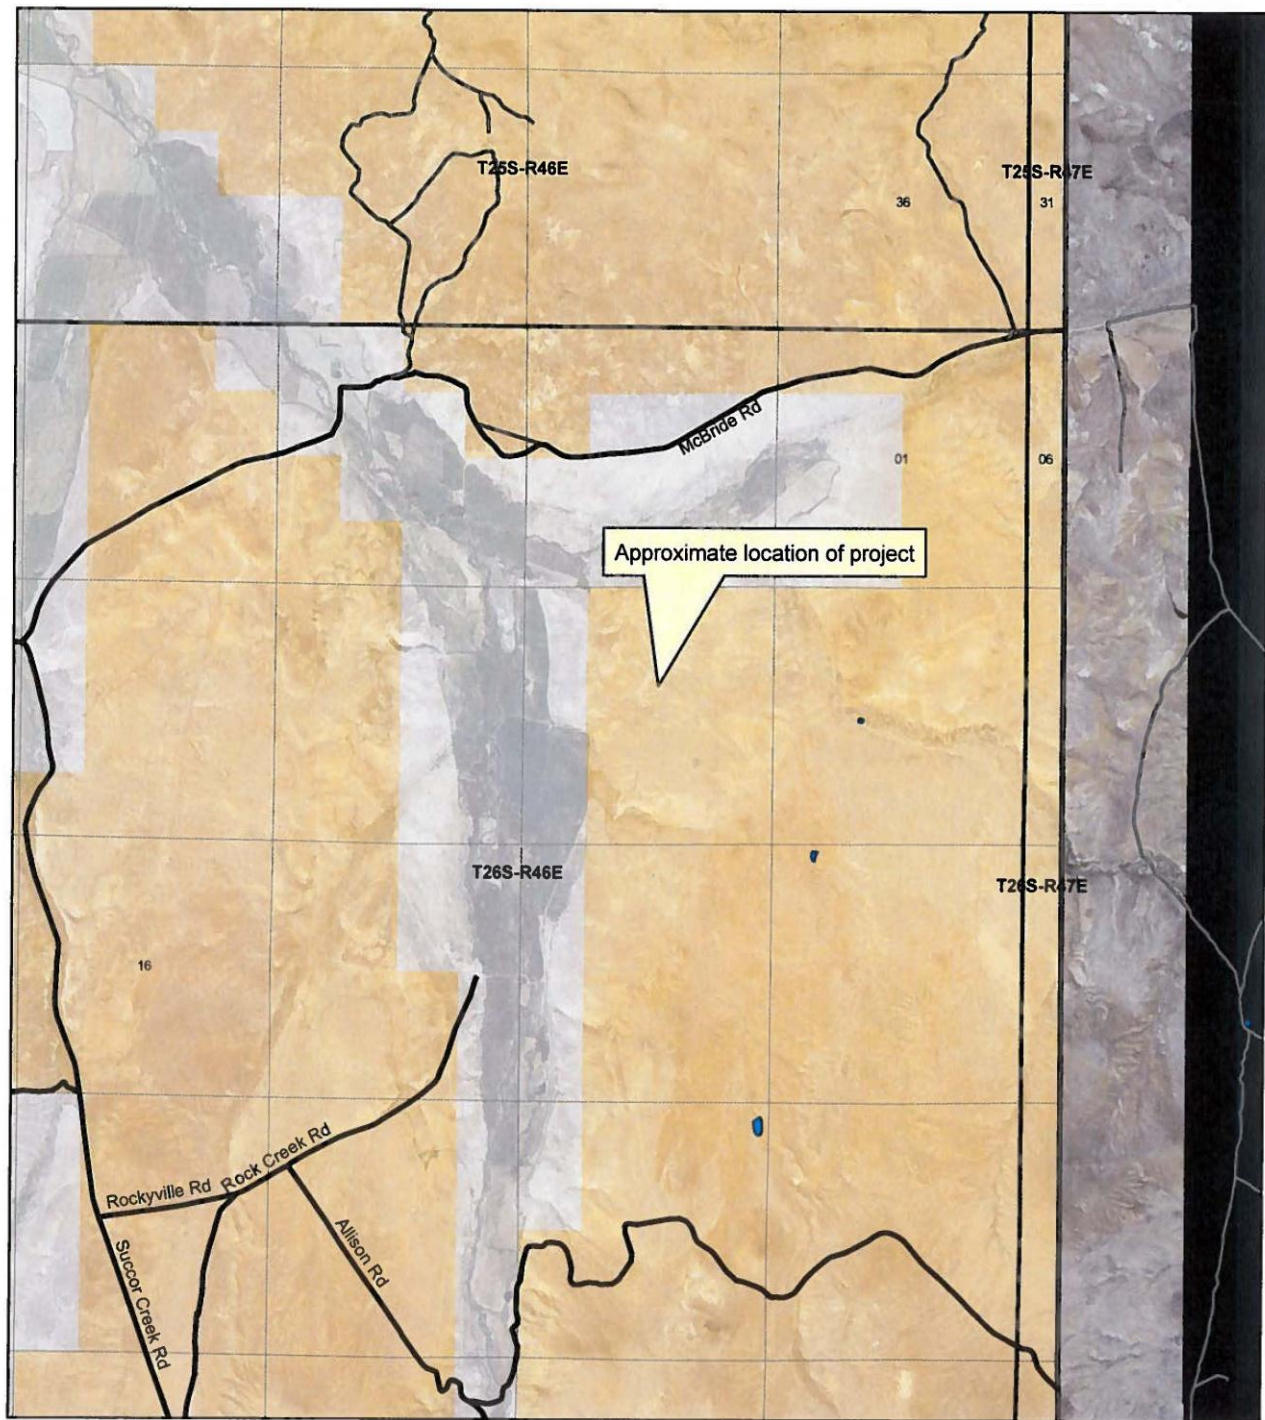 T25S-R46E
T25S-R47E
36
31
McBride Rd
01
06
Approximate location of project
T26S-R46E
T26S-R47E
16
Rockyville Rd
Rock Creek Rd
Allison Rd
Succor Creek Rd